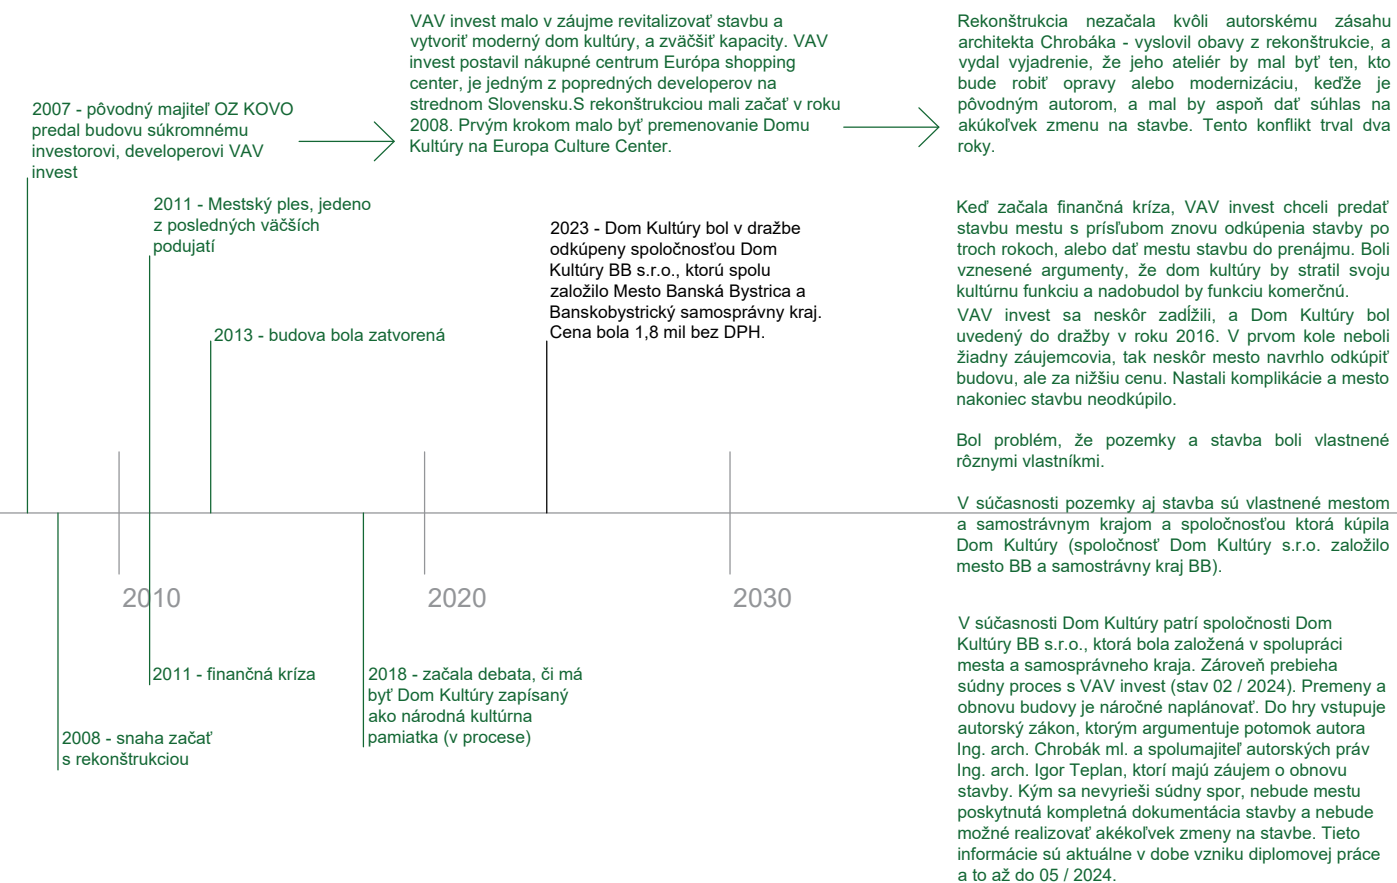 2007 - pôvodný majiteľ OZ KOVO
predal budovu súkromnému
investorovi, developerovi VAV
invest
VAV invest malo v záujme revitalizovať stavbu a
vytvoriť moderný dom kultúry, a zväčšiť kapacity. VAV
invest postavil nákupné centrum Európa shopping
center, je jedným z popredných developerov na
strednom Slovensku.S rekonštrukciou mali začať v roku
2008. Prvým krokom malo byť premenovanie Domu
Kultúry na Europa Culture Center.
Rekonštrukcia nezačala kvôli autorskému zásahu
architekta Chrobáka - vyslovil obavy z rekonštrukcie, a
vydal vyjadrenie, že jeho ateliér by mal byť ten, kto
bude robiť opravy alebo modernizáciu, keďže je
pôvodným autorom, a mal by aspoň dať súhlas na
akúkoľvek zmenu na stavbe. Tento konflikt trval dva
roky.
2011 - Mestský ples, jedeno
z posledných väčších
podujatí
2013 - budova bola zatvorená
2023 - Dom Kultúry bol v dražbe
odkúpeny spoločnosťou Dom
Kultúry BB s.r.o., ktorú spolu
založilo Mesto Banská Bystrica a
Banskobystrický samosprávny kraj.
Cena bola 1,8 mil bez DPH.
Keď začala finančná kríza, VAV invest chceli predať
stavbu mestu s prísľubom znovu odkúpenia stavby po
troch rokoch, alebo dať mestu stavbu do prenájmu. Boli
vznesené argumenty, že dom kultúry by stratil svoju
kultúrnu funkciu a nadobudol by funkciu komerčnú.
VAV invest sa neskôr zadĺžili, a Dom Kultúry bol
uvedený do dražby v roku 2016. V prvom kole neboli
žiadny záujemcovia, tak neskôr mesto navrhlo odkúpiť
budovu, ale za nižšiu cenu. Nastali komplikácie a mesto
nakoniec stavbu neodkúpilo.
Bol problém, že pozemky a stavba boli vlastnené
rôznymi vlastníkmi.
V súčasnosti pozemky aj stavba sú vlastnené mestom
a samostrávnym krajom a spoločnosťou ktorá kúpila
Dom Kultúry (spoločnosť Dom Kultúry s.r.o. založilo
mesto BB a samostrávny kraj BB).
2010
2020
2030
2011 - finančná kríza
2008 - snaha začať
s rekonštrukciou
2018 - začala debata, či má
byť Dom Kultúry zapísaný
ako národná kultúrna
pamiatka (v procese)
V súčasnosti Dom Kultúry patrí spoločnosti Dom
Kultúry BB s.r.o., ktorá bola založená v spolupráci
mesta a samosprávneho kraja. Zároveň prebieha
súdny proces s VAV invest (stav 02 / 2024). Premeny a
obnovu budovy je náročné naplánovať. Do hry vstupuje
autorský zákon, ktorým argumentuje potomok autora
Ing. arch. Chrobák ml. a spolumajiteľ autorských práv
Ing. arch. Igor Teplan, ktorí majú záujem o obnovu
stavby. Kým sa nevyrieši súdny spor, nebude mestu
poskytnutá kompletná dokumentácia stavby a nebude
možné realizovať akékoľvek zmeny na stavbe. Tieto
informácie sú aktuálne v dobe vzniku diplomovej práce
a to až do 05 / 2024.